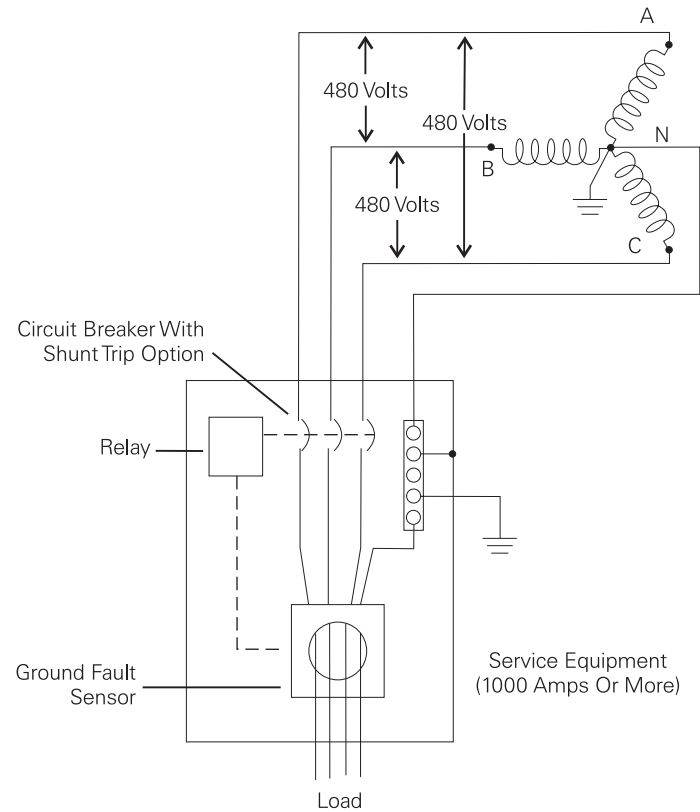 A
480 Volts
480 Volts
N
B
480 Volts
C
Circuit Breaker With
Shunt Trip Option
Relay
Ground Fault
Sensor
Service Equipment
(1000 Amps Or More)
Load